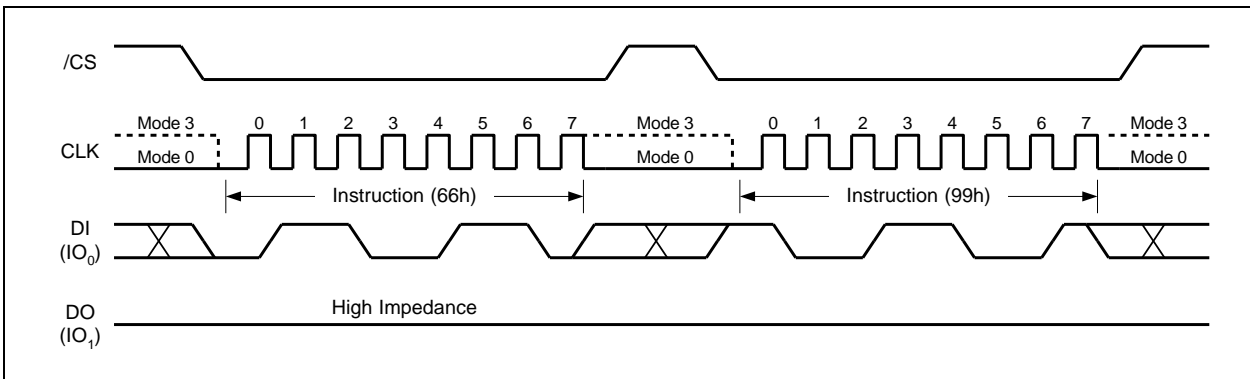 /CS
Mode 3 0 1 2 3 4 5 6 7 Mode 3 0 1 2 3 4 5 6 7 Mode 3
CLK
Mode 0 Mode 0 Mode 0
Instruction (66h) Instruction (99h)
DI
(IO₀)
High Impedance
DO
(IO₁)